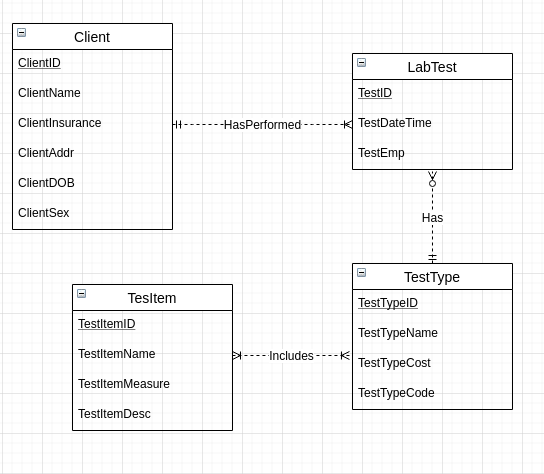 Client
ClientID
ClientName
ClientInsurance
ClientAddr
ClientDOB
ClientSex
HasPerformed
LabTest
TestID
TestDateTime
TestEmp
Has
TestType
TestTypeID
TestTypeName
TestTypeCost
TestTypeCode
Includes
TesItem
TestItemID
TestItemName
TestItemMeasure
TestItemDesc